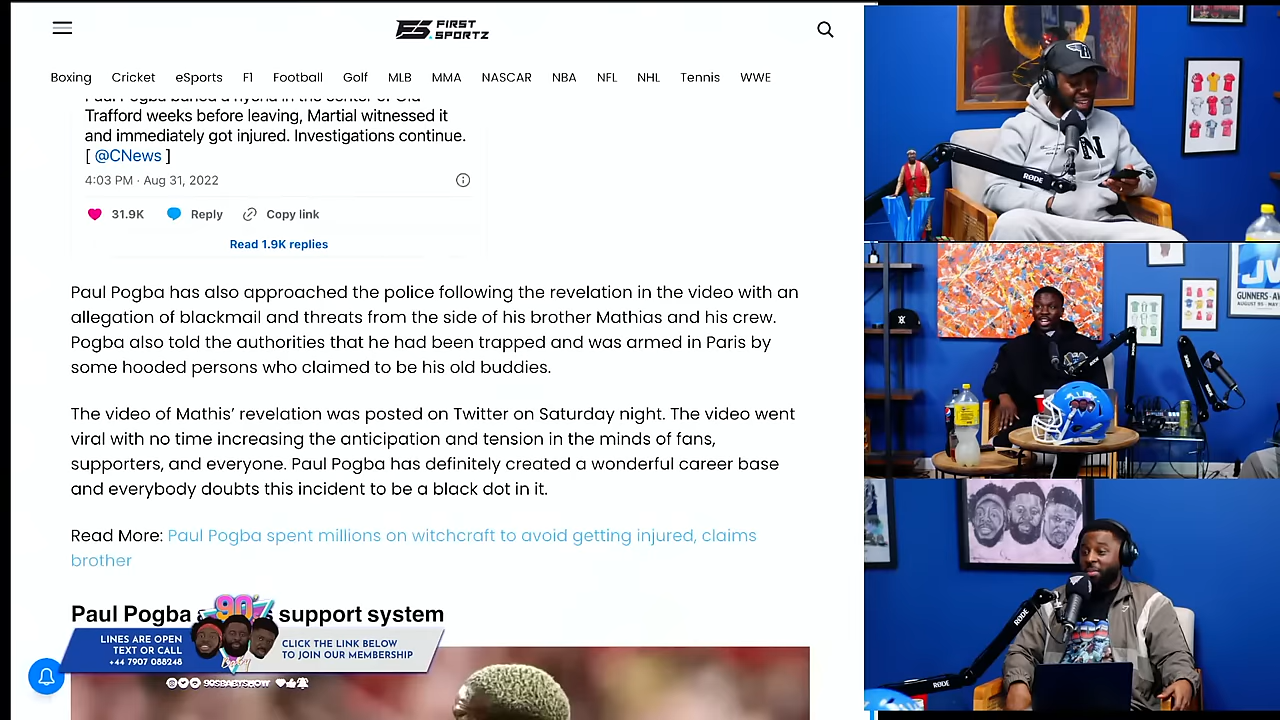 FIRST
SPORTZ
Boxing Cricket eSports F1 Football Golf MLB MMA NASCAR NBA NFL NHL Tennis WWE
Trafford weeks before leaving, Martial witnessed it
and immediately got injured. Investigations continue.
[ @CNews ]
4:03 PM · Aug 31, 2022
31.9K Reply Copy link
Read 1.9K replies
Paul Pogba has also approached the police following the revelation in the video with an
allegation of blackmail and threats from the side of his brother Mathias and his crew.
Pogba also told the authorities that he had been trapped and was armed in Paris by
some hooded persons who claimed to be his old buddies.
The video of Mathis’ revelation was posted on Twitter on Saturday night. The video went
viral with no time increasing the anticipation and tension in the minds of fans,
supporters, and everyone. Paul Pogba has definitely created a wonderful career base
and everybody doubts this incident to be a black dot in it.
Read More: Paul Pogba spent millions on witchcraft to avoid getting injured, claims
brother
Paul Pogba support system
90s
LINES ARE OPEN
TEXT OR CALL
+44 7907 088248
CLICK THE LINK BELOW
TO JOIN OUR MEMBERSHIP
90SBABYSHOW
RØDE
N
GUNNERS
RØDE
RØDE